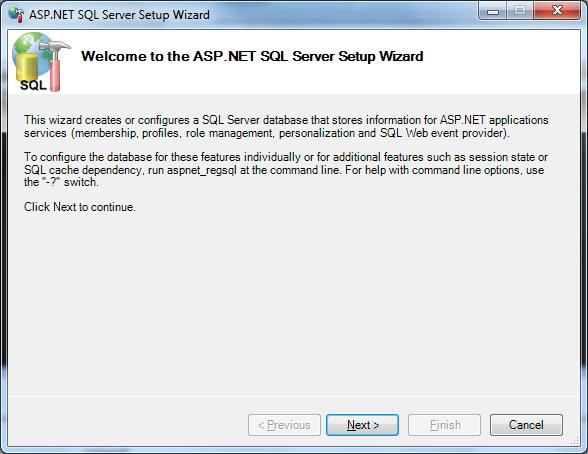 ASP.NET SQL Server Setup Wizard
SQL
Welcome to the ASP.NET SQL Server Setup Wizard
This wizard creates or configures a SQL Server database that stores information for ASP.NET applications
services (membership, profiles, role management, personalization and SQL Web event provider).
To configure the database for these features individually or for additional features such as session state or
SQL cache dependency, run aspnet_regsql at the command line. For help with command line options, use
the "-?" switch.
Click Next to continue.
< Previous
Next >
Finish
Cancel